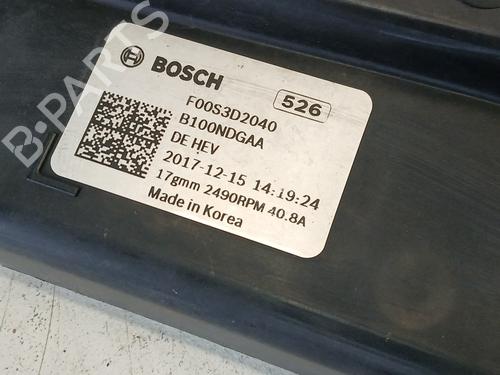 BOSCH
526
F00S3D2040
B100NDGAA
DE HEV
2017-12-15 14:19:24
17gmm 2490RPM 40.8A
Made in Korea
B-PARTS